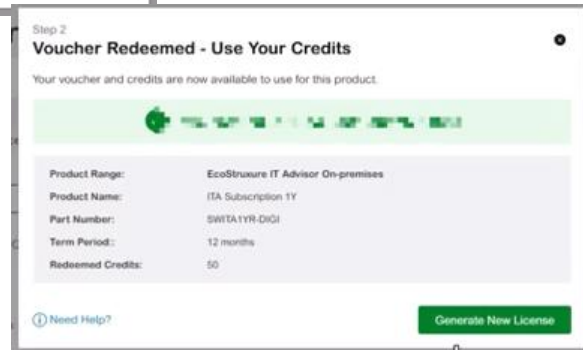 Step 2
Voucher Redeemed - Use Your Credits
Your voucher and credits are now available to use for this product.
Product Range: EcoStruxure IT Advisor On-premises
Product Name: ITA Subscription 1Y
Part Number: SWITA1YR-DIGI
Term Period:: 12 months
Redeemed Credits: 50
Need Help?
Generate New License